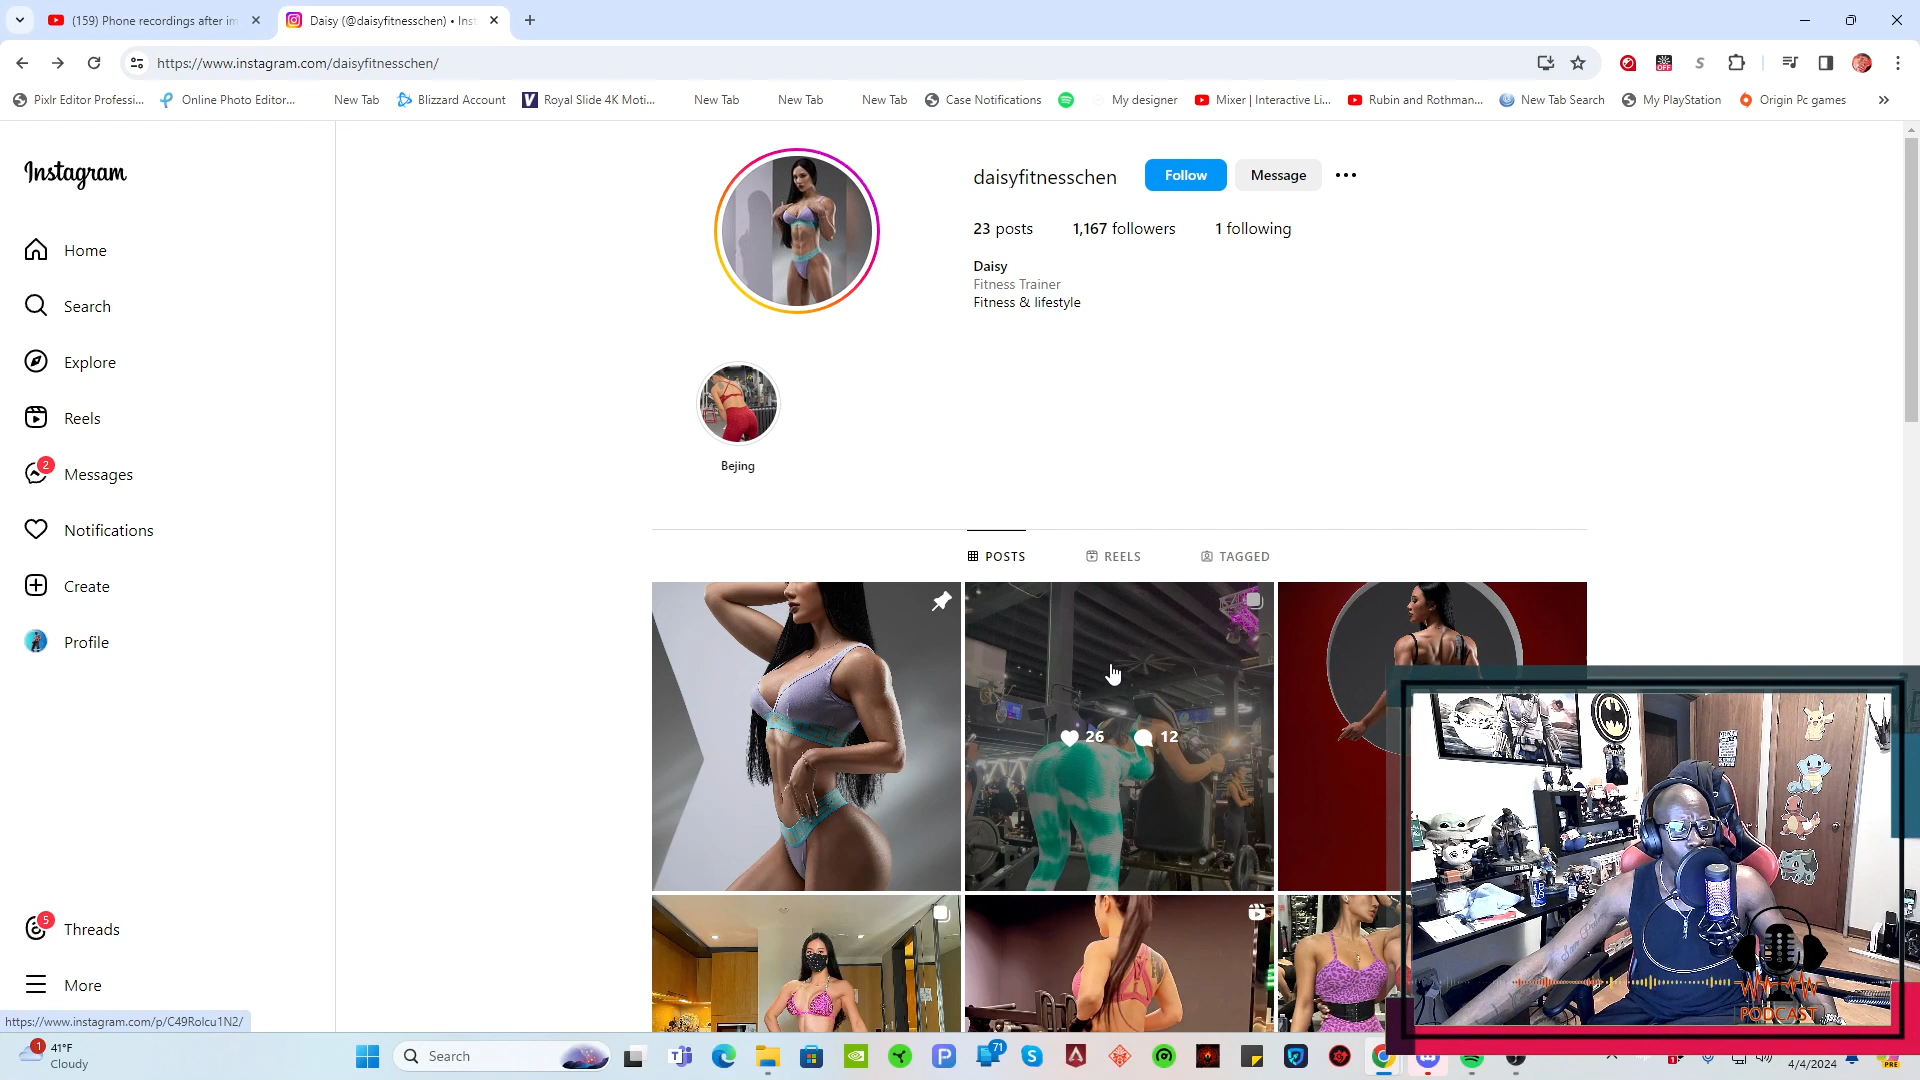 (159) Phone recordings after im
Daisy (@daisyfitnesschen) • Inst
https://www.instagram.com/daisyfitnesschen/
OFF
Pixlr Editor Professi...
Online Photo Editor...
New Tab
Blizzard Account
Royal Slide 4K Moti...
New Tab
New Tab
New Tab
Case Notifications
My designer
Mixer | Interactive Li...
Rubin and Rothman...
New Tab Search
My PlayStation
Origin Pc games
Instagram
Home
Search
Explore
Reels
2
Messages
Notifications
Create
Profile
5
Threads
More
daisyfitnesschen
Follow
Message
23 posts
1,167 followers
1 following
Daisy
Fitness Trainer
Fitness & lifestyle
Bejing
POSTS
REELS
TAGGED
26
12
PODCAST
https://www.instagram.com/p/C49Rolcu1N2/
1
41°F
Cloudy
Search
71
4/4/2024
PRE